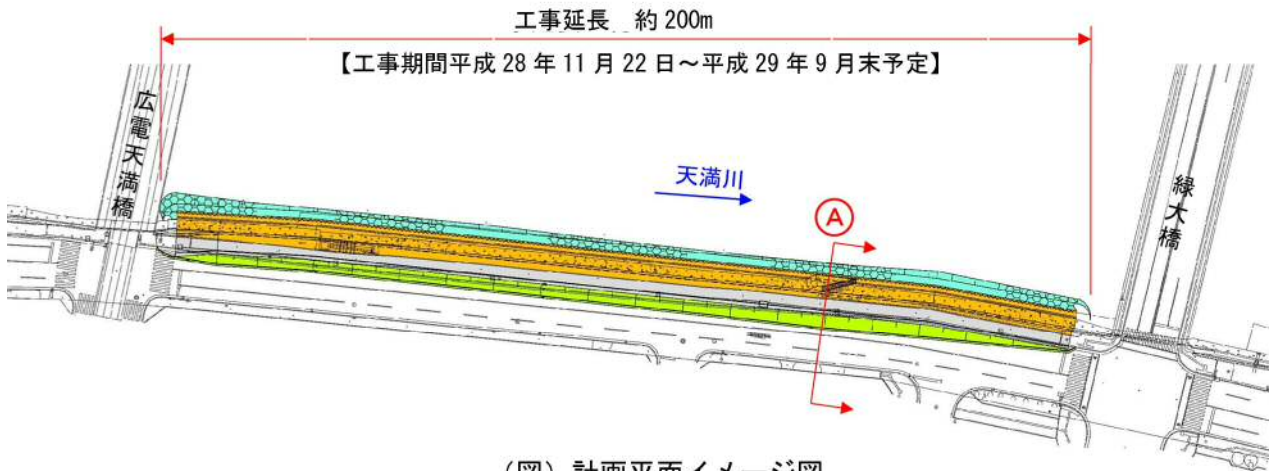 工事延長 約200m
【工事期間平成28年11月22日～平成29年9月末予定】
広電天満橋
天満川
緑大橋
A
（図）計画平面イメージ図